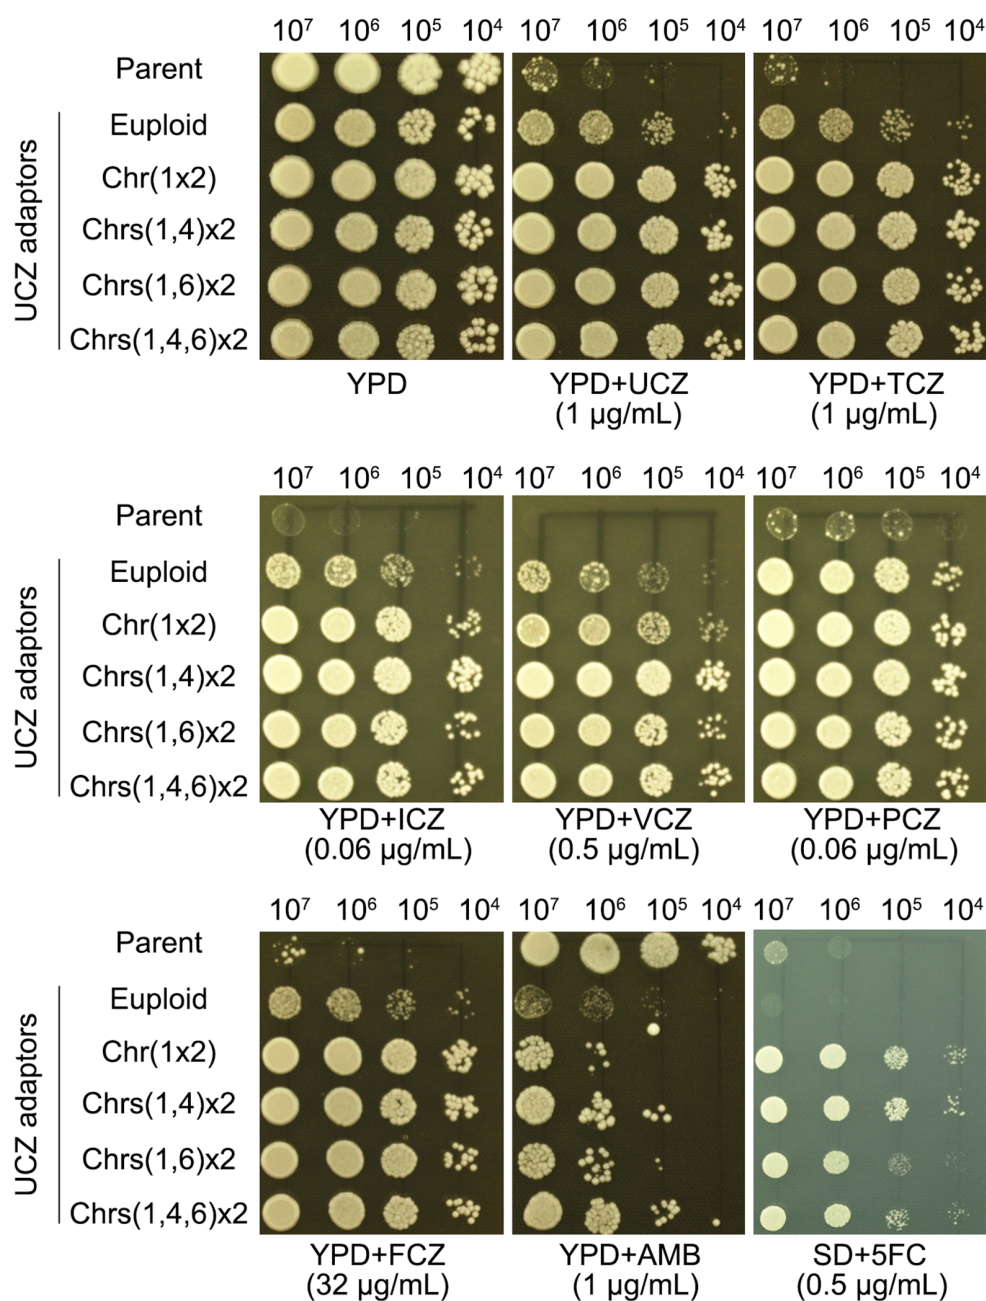 10⁷ 10⁶ 10⁵ 10⁴ 10⁷ 10⁶ 10⁵ 10⁴ 10⁷ 10⁶ 10⁵ 10⁴
Parent
UCZ adaptors
Euploid
Chr(1x2)
Chrs(1,4)x2
Chrs(1,6)x2
Chrs(1,4,6)x2
YPD YPD+UCZ YPD+TCZ
(1 µg/mL) (1 µg/mL)
10⁷ 10⁶ 10⁵ 10⁴ 10⁷ 10⁶ 10⁵ 10⁴ 10⁷ 10⁶ 10⁵ 10⁴
Parent
UCZ adaptors
Euploid
Chr(1x2)
Chrs(1,4)x2
Chrs(1,6)x2
Chrs(1,4,6)x2
YPD+ICZ YPD+VCZ YPD+PCZ
(0.06 µg/mL) (0.5 µg/mL) (0.06 µg/mL)
10⁷ 10⁶ 10⁵ 10⁴ 10⁷ 10⁶ 10⁵ 10⁴ 10⁷ 10⁶ 10⁵ 10⁴
Parent
UCZ adaptors
Euploid
Chr(1x2)
Chrs(1,4)x2
Chrs(1,6)x2
Chrs(1,4,6)x2
YPD+FCZ YPD+AMB SD+5FC
(32 µg/mL) (1 µg/mL) (0.5 µg/mL)